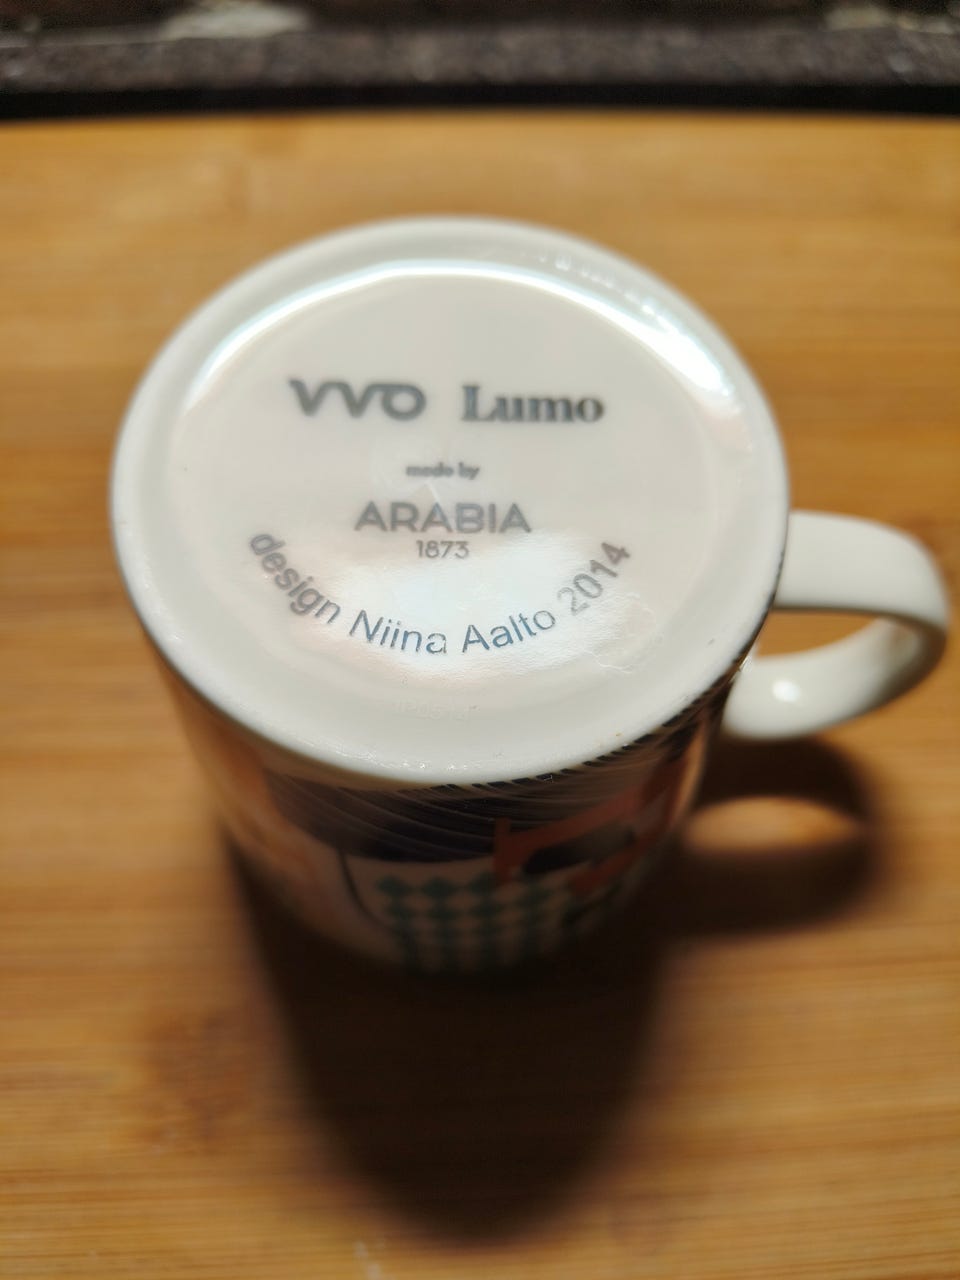 VVO Lumo
made by
ARABIA
1873
design Niina Aalto 2014